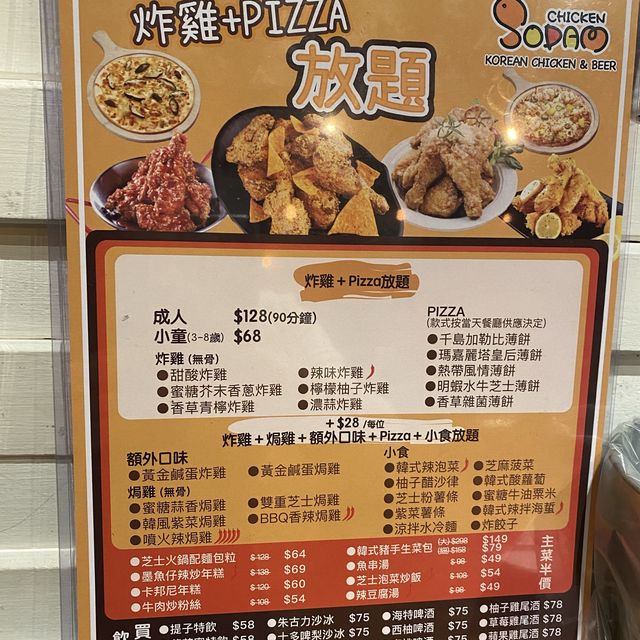 炸雞+PIZZA
放題
CHICKEN
SODAM
KOREAN CHICKEN & BEER
炸雞+Pizza放題
成人 $128(90分鐘)
小童(3-8歲) $68
炸雞(無骨)
●甜酸炸雞
●蜜糖芥末香蔥炸雞
●香草青檸炸雞
●辣味炸雞
●檸檬柚子炸雞
●濃蒜炸雞
PIZZA
(款式按當天餐廳供應決定)
●千島加勒比薄餅
●瑪嘉麗塔皇后薄餅
●熱帶風情薄餅
●明蝦水牛芝士薄餅
●香草雜菌薄餅
+$28 /每位
炸雞+焗雞+額外口味+Pizza+小食放題
額外口味
●黃金鹹蛋炸雞
●黃金鹹蛋焗雞
焗雞(無骨)
●蜜糖蒜香焗雞
●韓風紫菜焗雞
●噴火辣焗雞
●雙重芝士焗雞
●BBQ香辣焗雞
小食
●韓式辣泡菜
●柚子醋沙律
●芝士粉薯條
●紫菜薯條
●涼拌水冷麵
●芝麻菠菜
●韓式酸蘿蔔
●蜜糖牛油粟米
●韓式辣拌海蜇
●炸餃子
●芝士火鍋配麵包粒 $128 $64
●墨魚仔辣炒年糕 $138 $69
●卡邦尼年糕 $120 $60
●牛肉炒粉絲 $108 $54
●韓式豬手生菜包 (大)$298 $149
(細)$158 $79
●魚串湯 $98 $49
●芝士泡菜炒飯 $108 $54
●辣豆腐湯 $98 $49
主菜半價
飲買
●提子特飲 $58
●朱古力沙冰 $75
●士多啤梨沙冰 $75
●海特啤酒 $75
●西柚啤酒 $75
●柚子雞尾酒 $78
●草莓雞尾酒 $78
●蘋果雞尾酒 $78